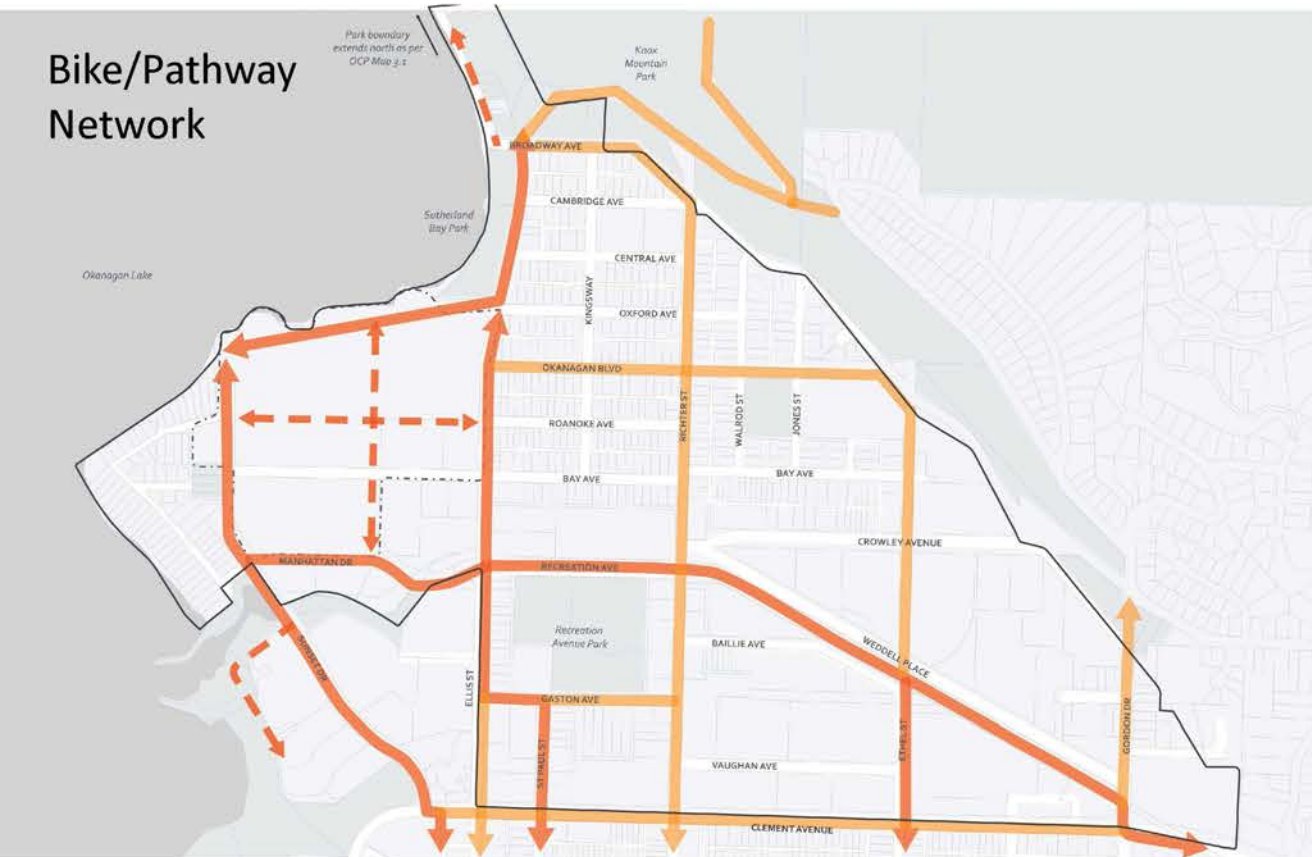 Bike/Pathway
Network
Park boundary
extends north as per
OCP Map 3.1
Knox
Mountain
Park
BROADWAY AVE
CAMBRIDGE AVE
Sutherland
Bay Park
CENTRAL AVE
Okanagan Lake
KINGSWAY
OXFORD AVE
OKANAGAN BLVD
RICHTER ST
WALROD ST
JONES ST
ROANOKE AVE
BAY AVE
BAY AVE
CROWLEY AVENUE
MANHATTAN DR
RECREATION AVE
Recreation
Avenue Park
BAILLIE AVE
WEDDELL PLACE
SUNSET DR
ELLIS ST
GASTON AVE
ST PAUL ST
ETHEL ST
GORDON DR
VAUGHAN AVE
CLEMENT AVENUE